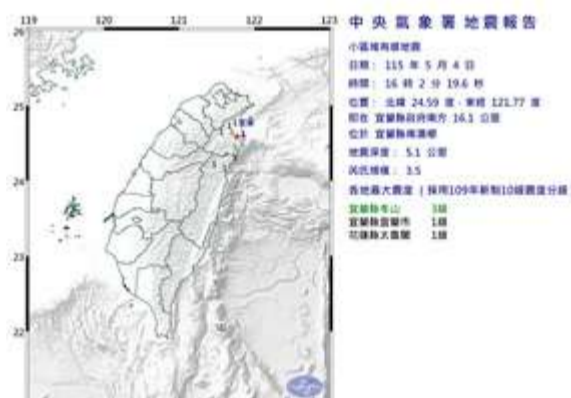 中央氣象署地震報告
小區域有感地震
日期： 115 年 5 月 4 日
時間： 16 時 2 分 19.6 秒
位置： 北緯 24.59 度．東經 121.77 度
即在 宜蘭縣政府南方 16.1 公里
位於 宜蘭縣南澳鄉
地震深度： 5.1 公里
芮氏規模： 3.5
各地最大震度（採用109年新制10級震度分級
宜蘭縣冬山 3級
宜蘭縣宜蘭市 1級
花蓮縣太魯閣 1級
119 120 121 122 123
26
25
24
23
22